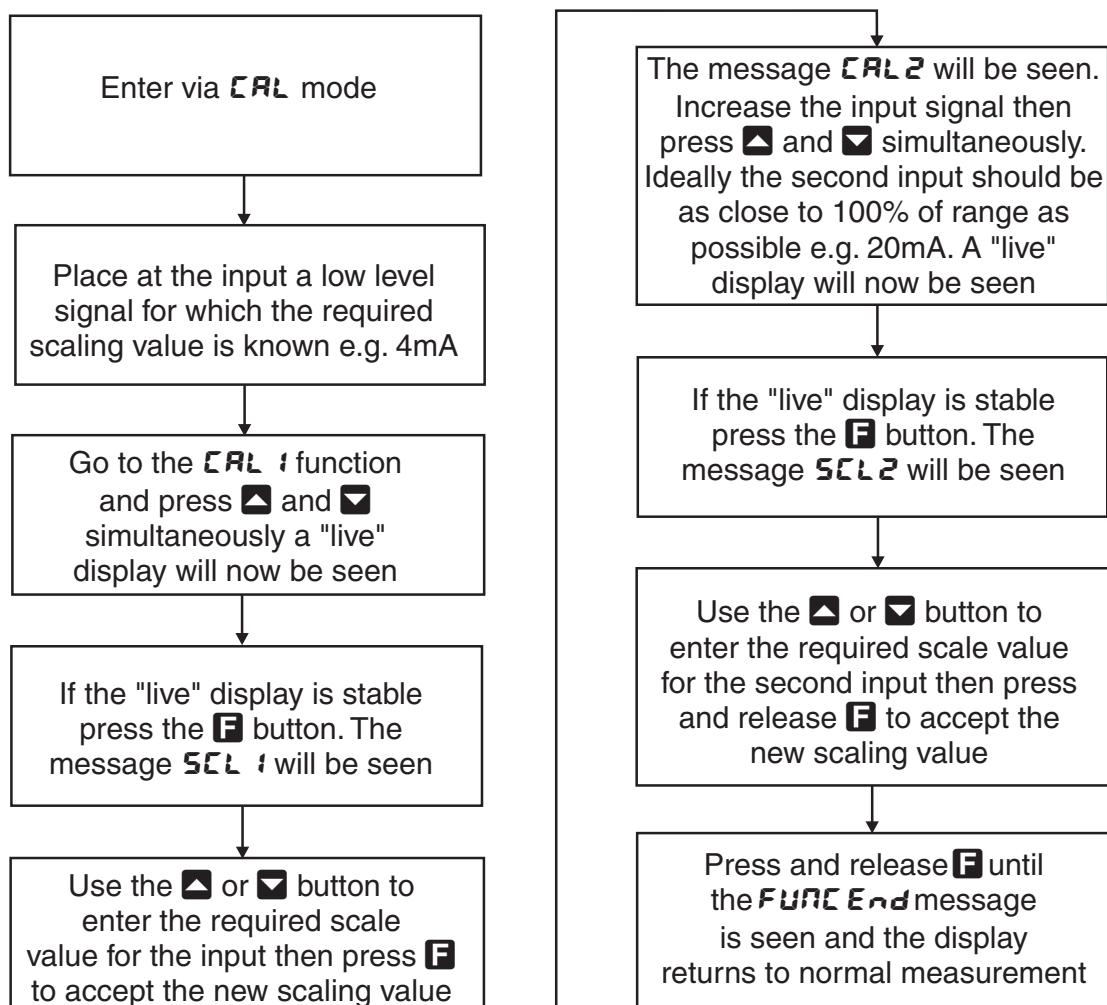 Enter via CAL mode
Place at the input a low level
signal for which the required
scaling value is known e.g. 4mA
Go to the CAL 1 function
and press ▲ and ▼
simultaneously a "live"
display will now be seen
If the "live" display is stable
press the F button. The
message SCL 1 will be seen
Use the ▲ or ▼ button to
enter the required scale
value for the input then press F
to accept the new scaling value
The message CAL2 will be seen.
Increase the input signal then
press ▲ and ▼ simultaneously.
Ideally the second input should be
as close to 100% of range as
possible e.g. 20mA. A "live"
display will now be seen
If the "live" display is stable
press the F button. The
message SCL2 will be seen
Use the ▲ or ▼ button to
enter the required scale value
for the second input then press
and release F to accept the
new scaling value
Press and release F until
the FUNC End message
is seen and the display
returns to normal measurement